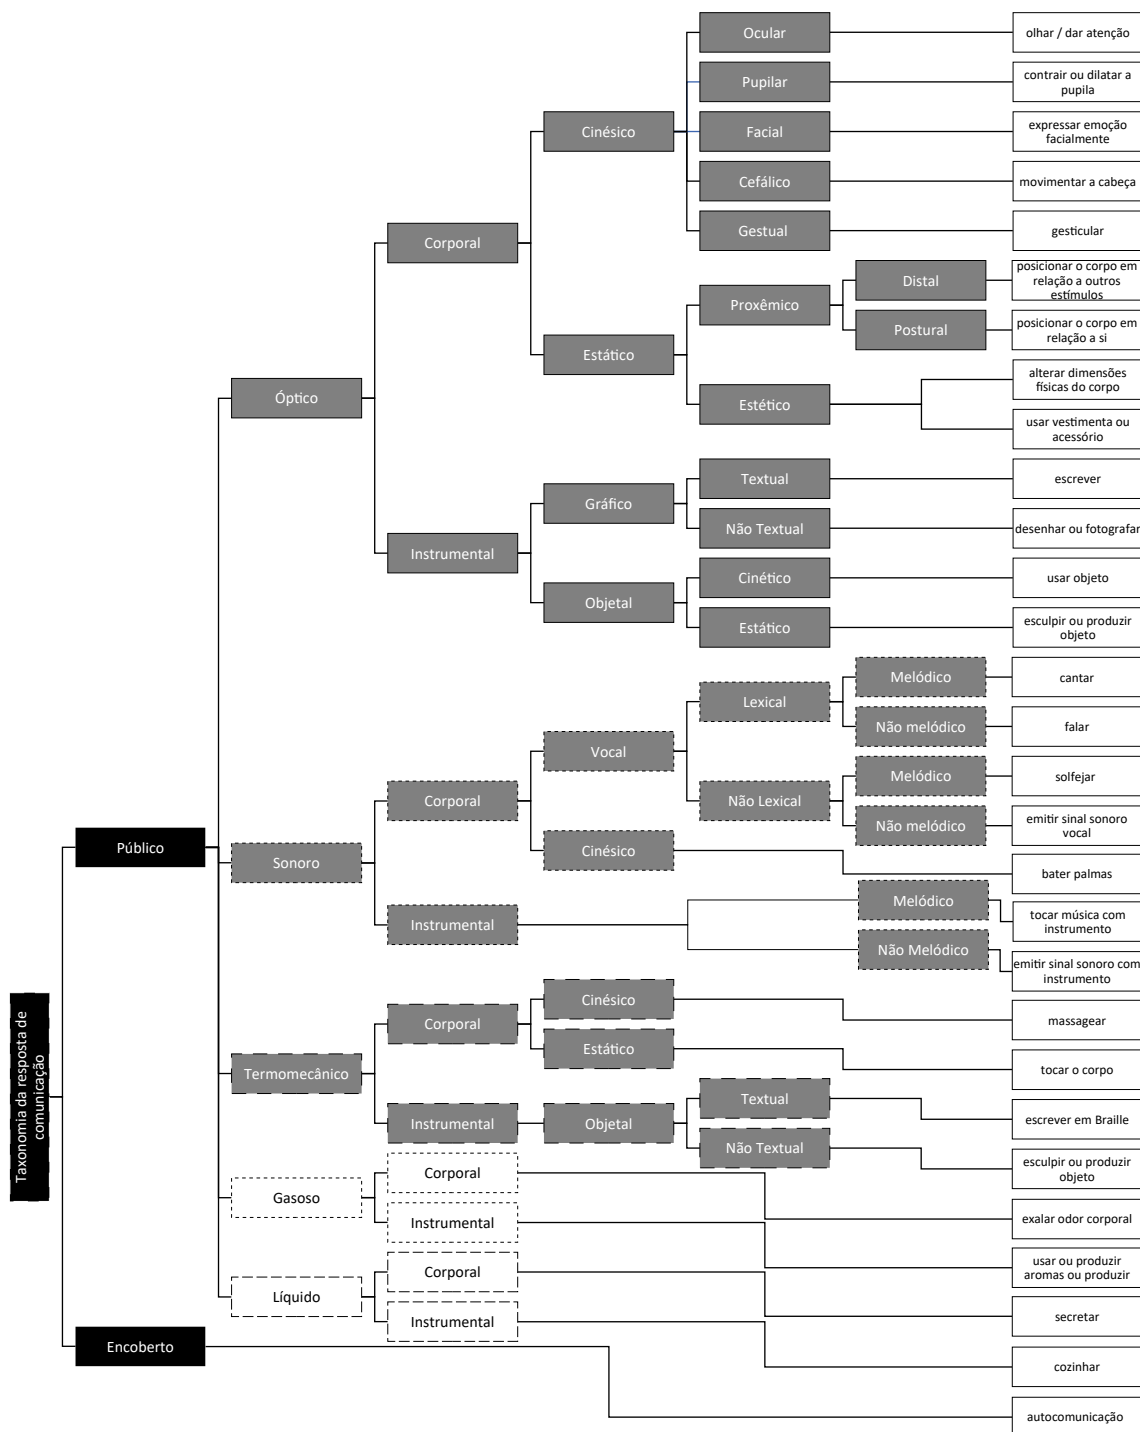 Ocular
olhar / dar atenção
Pupilar
contrair ou dilatar a
pupila
Cinésico
Facial
expressar emoção
facialmente
Cefálico
movimentar a cabeça
Corporal
Gestual
gesticular
Proxêmico
Distal
posicionar o corpo em
relação a outros
estímulos
Postural
posicionar o corpo em
relação a si
Estático
Óptico
Estético
alterar dimensões
físicas do corpo
usar vestimenta ou
acessório
Gráfico
Textual
escrever
Não Textual
desenhar ou fotografar
Instrumental
Objetal
Cinético
usar objeto
Estático
esculpir ou produzir
objeto
Lexical
Melódico
cantar
Não melódico
falar
Vocal
Corporal
Não Lexical
Melódico
solfejar
Não melódico
emitir sinal sonoro
vocal
Público
Sonoro
Cinésico
bater palmas
Instrumental
Melódico
tocar música com
instrumento
Não Melódico
emitir sinal sonoro com
instrumento
Taxonomia da resposta de
comunicação
Corporal
Cinésico
massagear
Estático
tocar o corpo
Termomecânico
Instrumental
Objetal
Textual
escrever em Braille
Não Textual
esculpir ou produzir
objeto
Gasoso
Corporal
exalar odor corporal
Instrumental
usar ou produzir
aromas ou produzir
Líquido
Corporal
secretar
Instrumental
cozinhar
Encoberto
autocomunicação